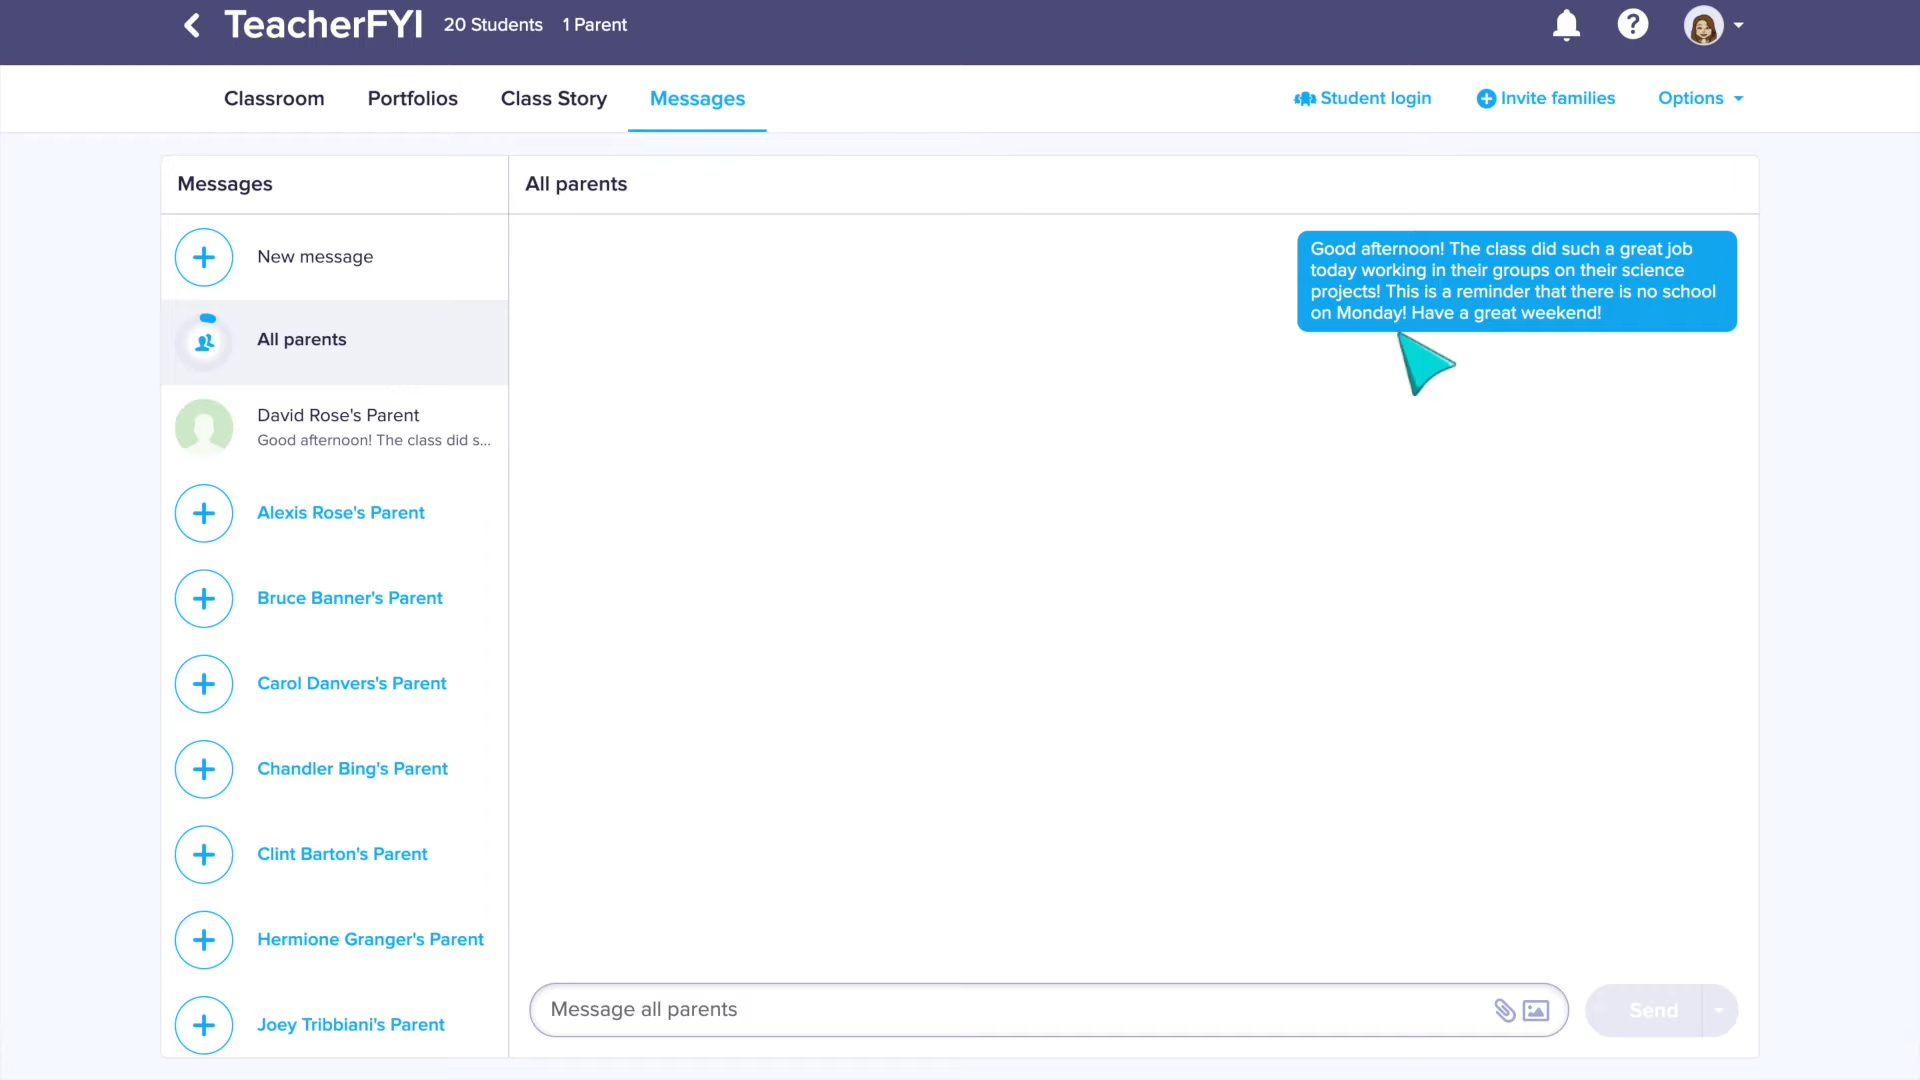 TeacherFYI 20 Students 1 Parent
Classroom Portfolios Class Story Messages Student login Invite families Options
Messages
All parents
New message
All parents
David Rose's Parent
Good afternoon! The class did s...
Alexis Rose's Parent
Bruce Banner's Parent
Carol Danvers's Parent
Chandler Bing's Parent
Clint Barton's Parent
Hermione Granger's Parent
Joey Tribbiani's Parent
Good afternoon! The class did such a great job
today working in their groups on their science
projects! This is a reminder that there is no school
on Monday! Have a great weekend!
Message all parents
Send